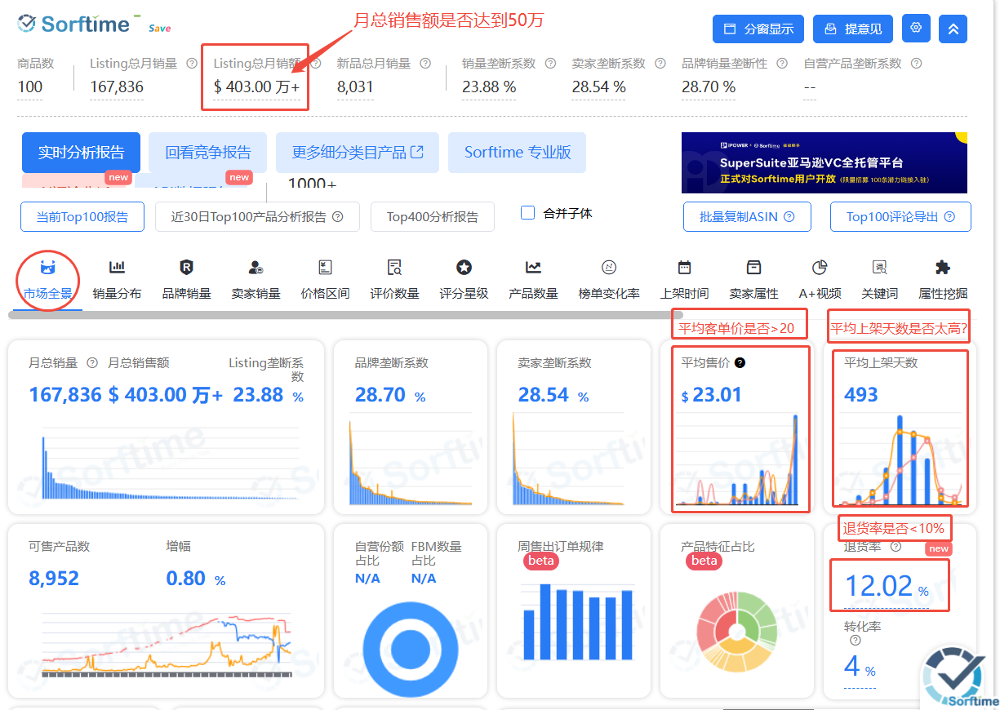 Sorftime Save
月总销售额是否达到50万
分窗显示
提意见
商品数
Listing总月销量
Listing总月销额
新品总月销量
销量垄断系数
卖家垄断系数
品牌销量垄断性
自营产品垄断系数
100
167,836
$ 403.00 万+
8,031
23.88 %
28.54 %
28.70 %
--
实时分析报告
回看竞争报告
更多细分类目产品
Sorftime 专业版
new
new
1000+
SuperSuite亚马逊VC全托管平台
正式对Sorftime用户开放 (限量招募 100条潜力链接入驻)
当前Top100报告
近30日Top100产品分析报告
Top400分析报告
合并子体
批量复制ASIN
Top100评论导出
市场全景
销量分布
品牌销量
卖家销量
价格区间
评价数量
评分星级
产品数量
榜单变化率
上架时间
卖家属性
A+视频
关键词
属性挖掘
平均客单价是否>20
平均上架天数是否太高?
月总销量
月总销售额
Listing垄断系
数
167,836
$ 403.00 万+
23.88 %
品牌垄断系数
28.70 %
卖家垄断系数
28.54 %
平均售价
$ 23.01
平均上架天数
493
可售产品数
增幅
8,952
0.80 %
自营份额
占比
FBM数量
占比
N/A
N/A
周售出订单规律
beta
产品特征占比
beta
退货率是否<10%
退货率
new
12.02 %
转化率
4 %
Sorftime